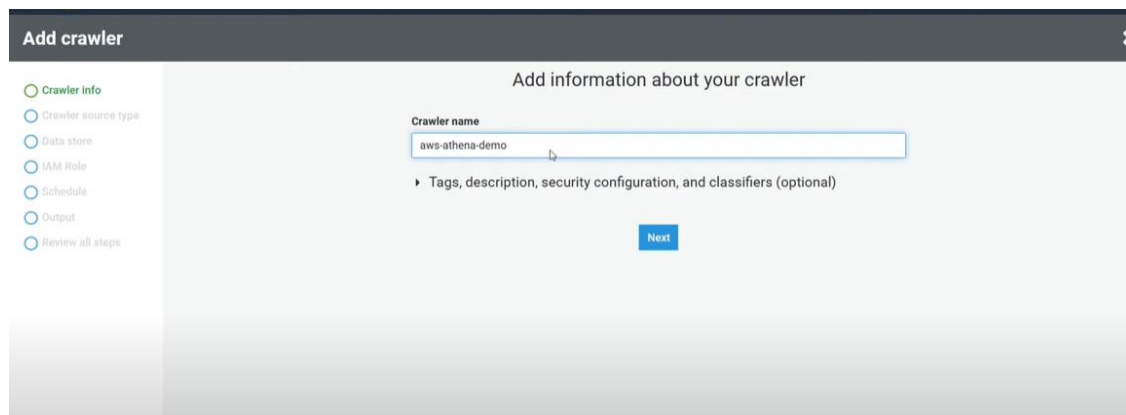 Add crawler
Crawler info
Crawler source type
Data store
IAM Role
Schedule
Output
Review all steps
Add information about your crawler
Crawler name
aws-athena-demo
Tags, description, security configuration, and classifiers (optional)
Next